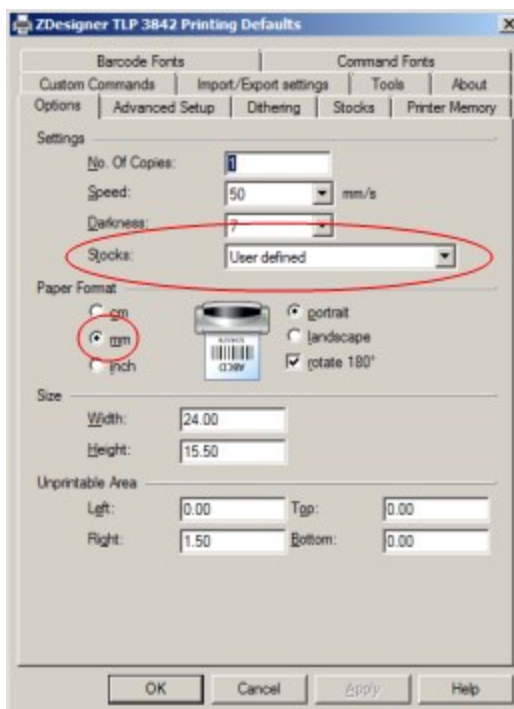 ZDesigner TLP 3842 Printing Defaults
Barcode Fonts Command Fonts
Custom Commands Import/Export settings Tools About
Options Advanced Setup Dithering Stocks Printer Memory
Settings
No. Of Copies: 1
Speed: 50 mm/s
Darkness: 7
Stocks: User defined
Paper Format
cm
mm
inch
portrait
landscape
rotate 180°
ABCD
Size
Width: 24.00
Height: 15.50
Unprintable Area
Left: 0.00 Top: 0.00
Right: 1.50 Bottom: 0.00
OK Cancel Apply Help